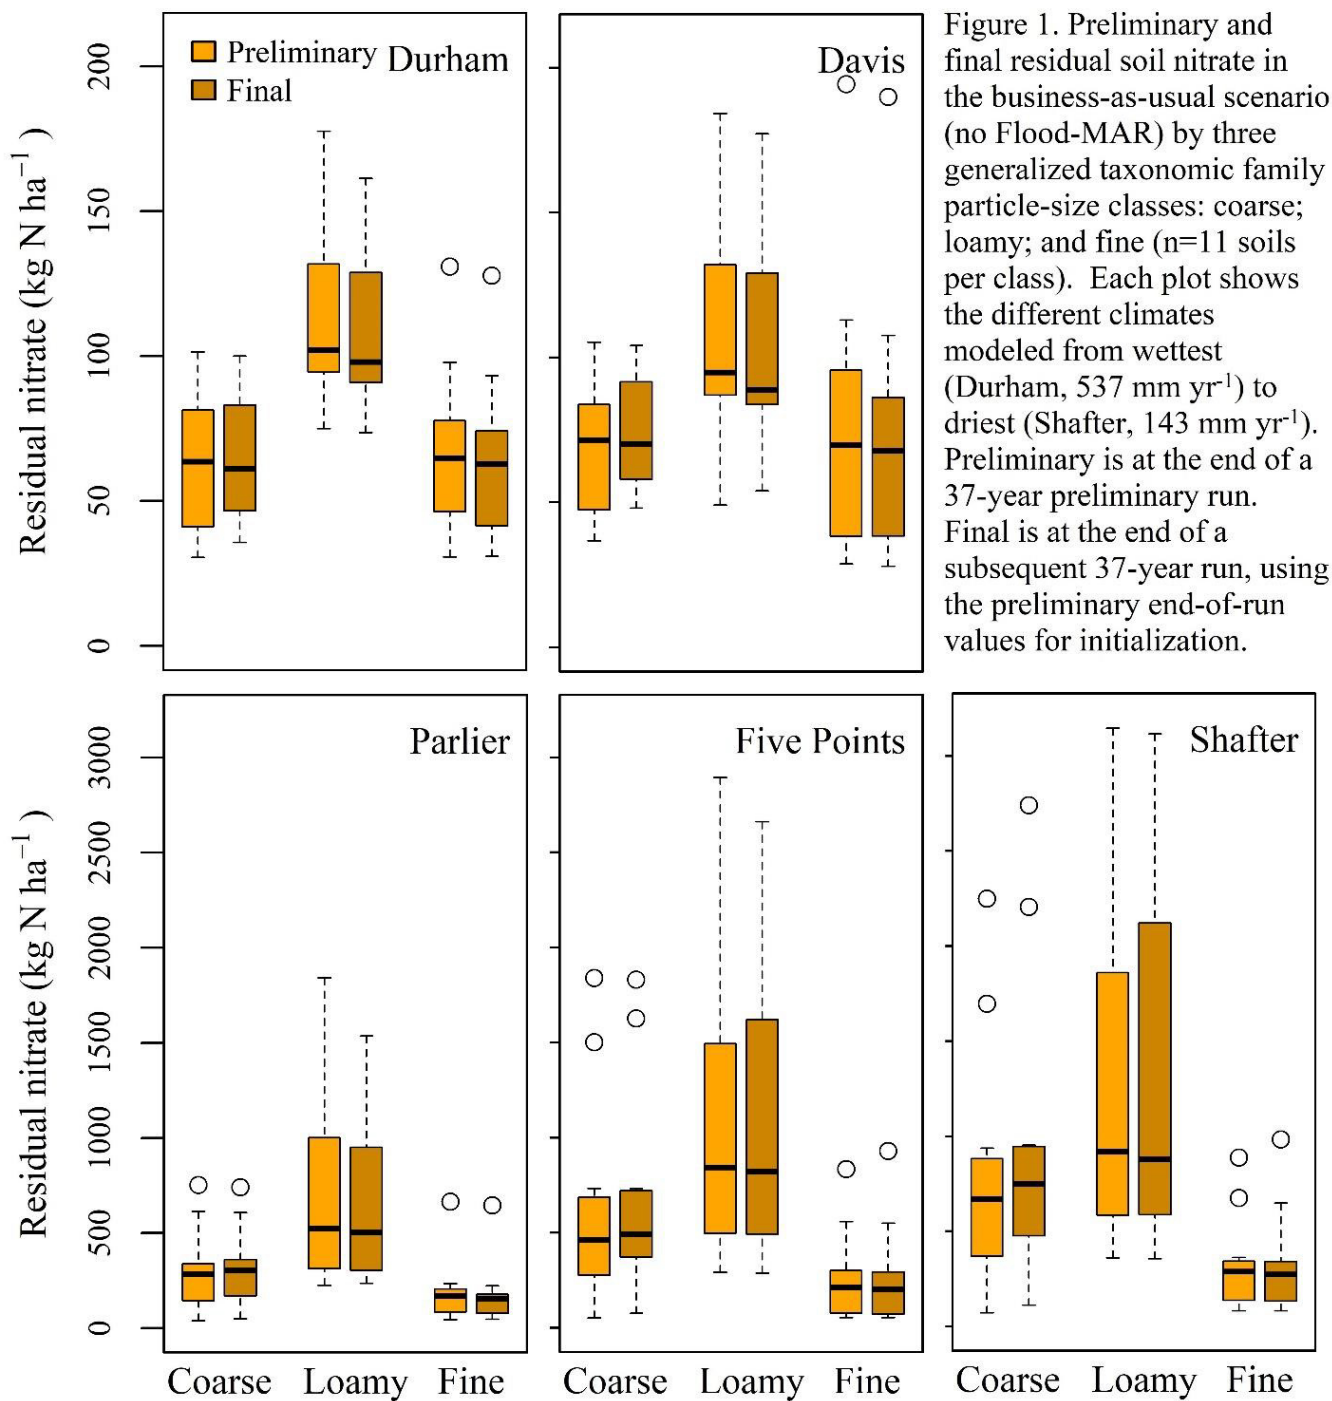 Preliminary
Final
Durham
Davis
Residual nitrate (kg N ha⁻¹ )
200
150
100
50
0
Figure 1. Preliminary and
final residual soil nitrate in
the business-as-usual scenario
(no Flood-MAR) by three
generalized taxonomic family
particle-size classes: coarse;
loamy; and fine (n=11 soils
per class).  Each plot shows
the different climates
modeled from wettest
(Durham, 537 mm yr⁻¹) to
driest (Shafter, 143 mm yr⁻¹).
Preliminary is at the end of a
37-year preliminary run.
Final is at the end of a
subsequent 37-year run, using
the preliminary end-of-run
values for initialization.
Parlier
Five Points
Shafter
Residual nitrate (kg N ha⁻¹ )
3000
2500
2000
1500
1000
500
0
Coarse Loamy Fine
Coarse Loamy Fine
Coarse Loamy Fine